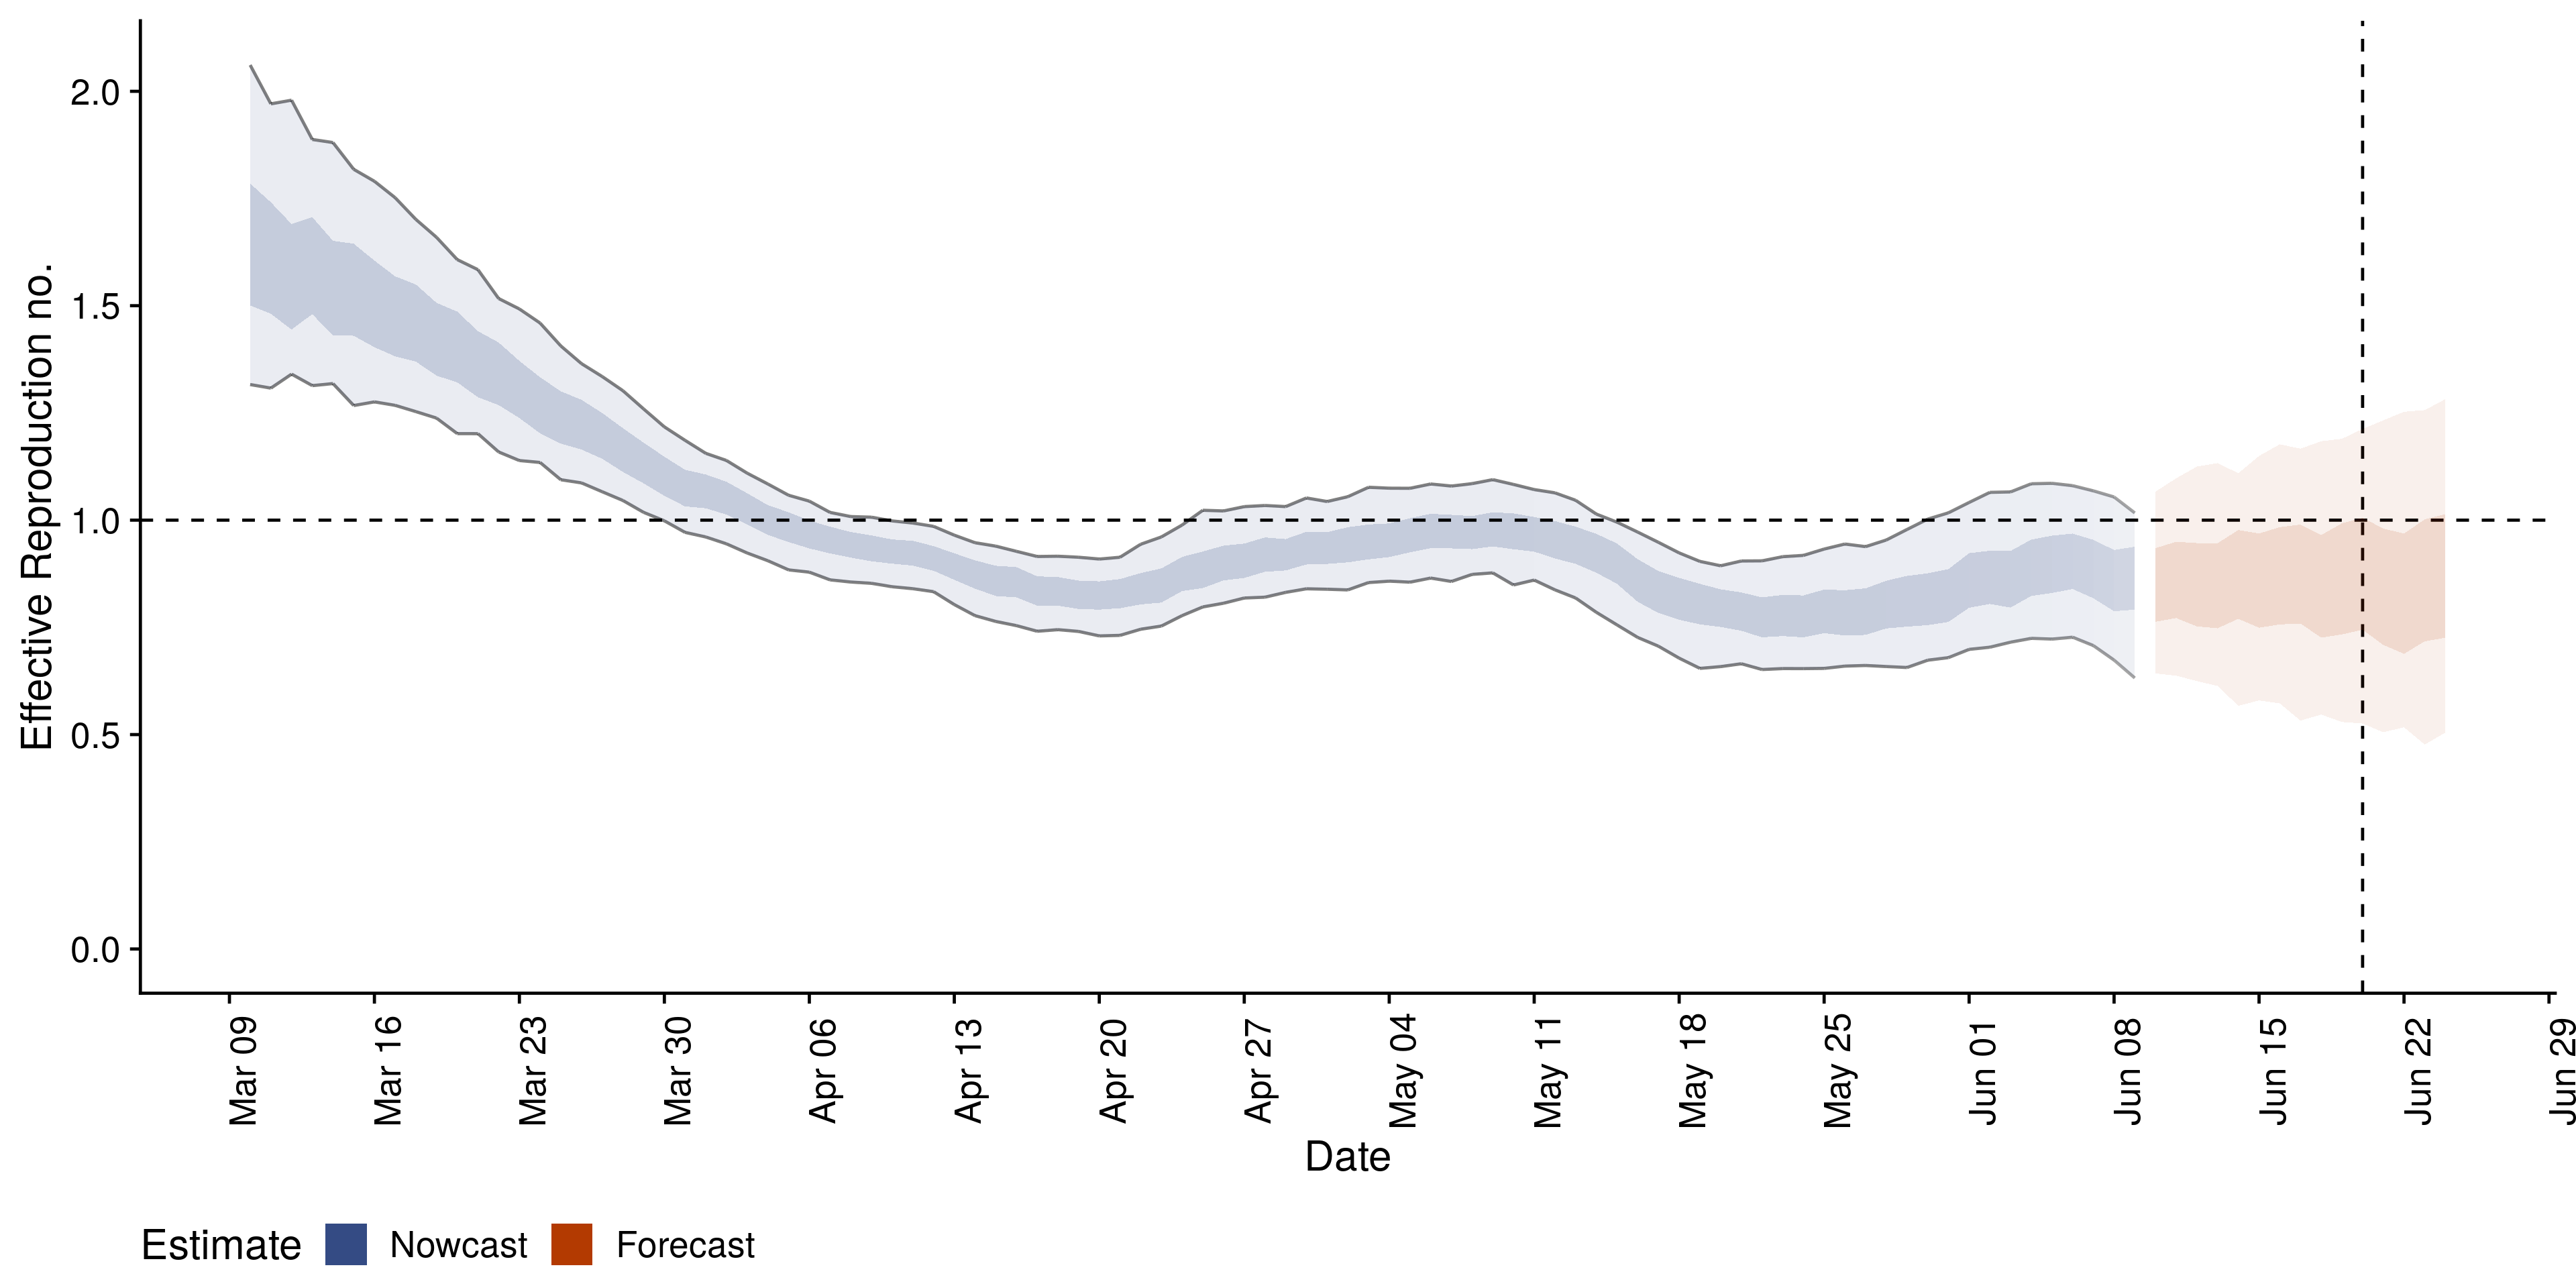 Effective Reproduction no.
2.0
1.5
1.0
0.5
0.0
Mar 09
Mar 16
Mar 23
Mar 30
Apr 06
Apr 13
Apr 20
Apr 27
May 04
May 11
May 18
May 25
Jun 01
Jun 08
Jun 15
Jun 22
Jun 29
Date
Estimate Nowcast Forecast